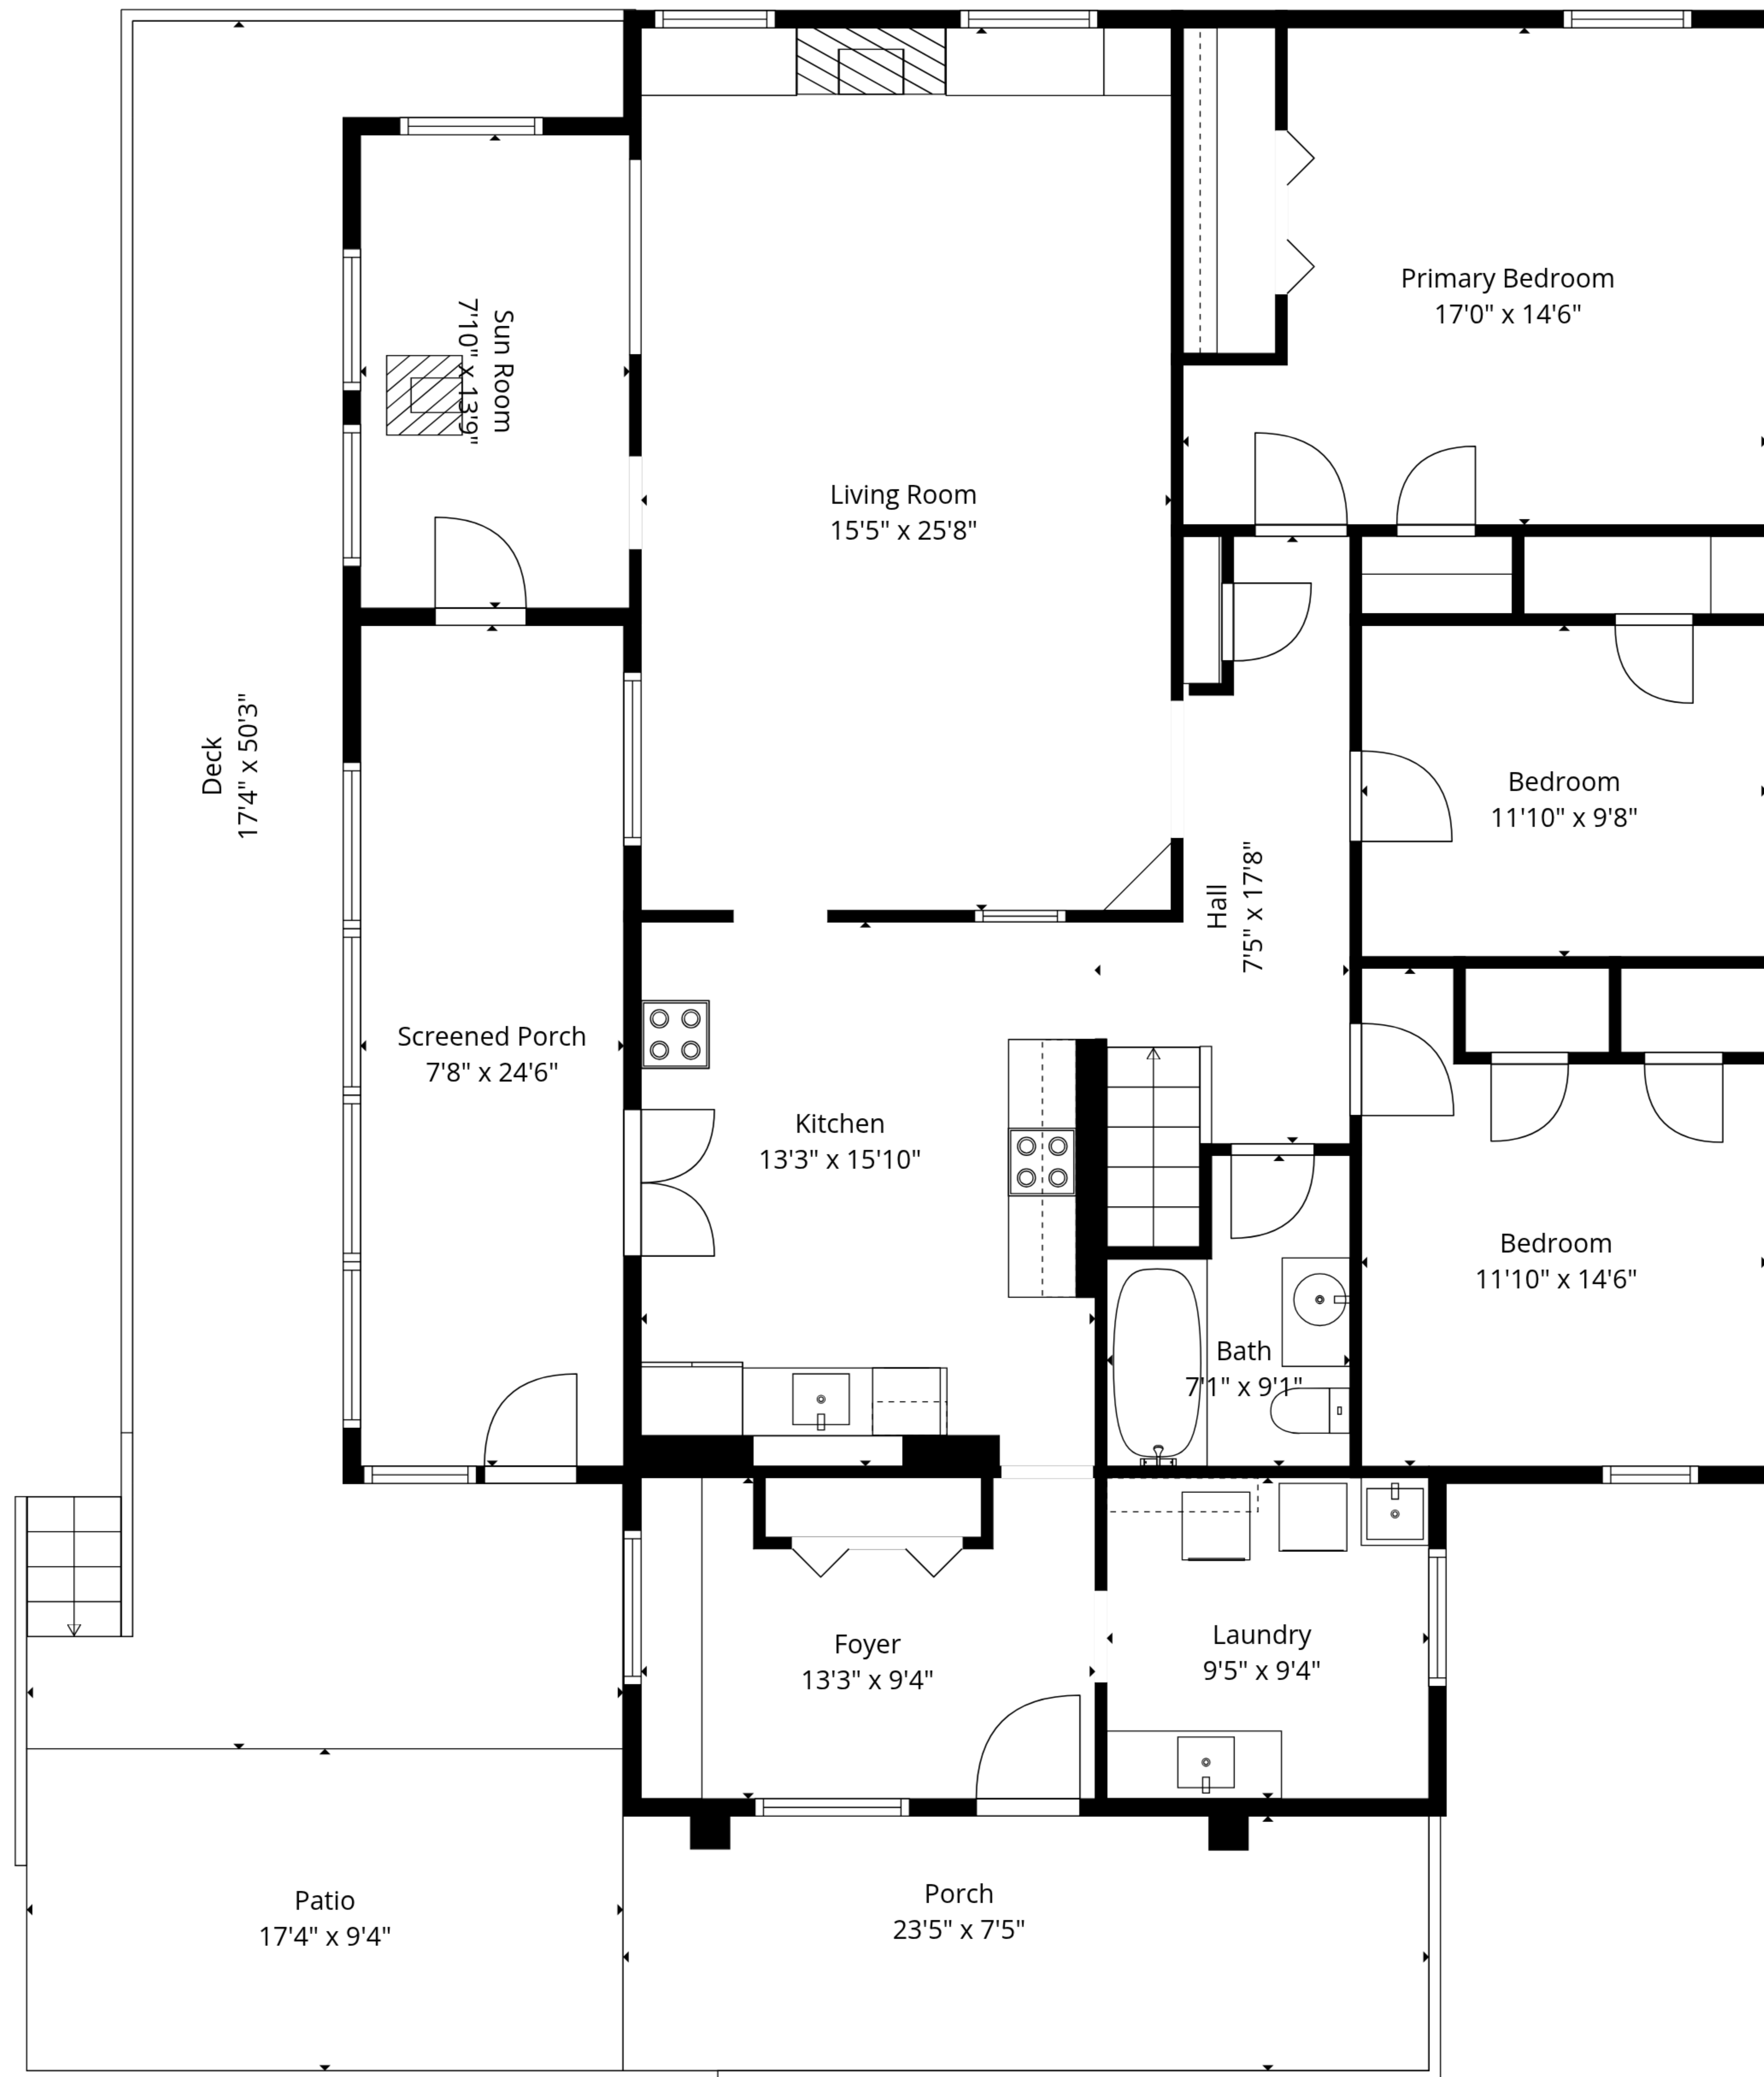 Primary Bedroom
17'0" x 14'6"
Sun Room
7'10" x 13'9"
Living Room
15'5" x 25'8"
Deck
17'4" x 50'3"
Bedroom
11'10" x 9'8"
Hall
7'5" x 17'8"
Screened Porch
7'8" x 24'6"
Kitchen
13'3" x 15'10"
Bedroom
11'10" x 14'6"
Bath
7'1" x 9'1"
Foyer
13'3" x 9'4"
Laundry
9'5" x 9'4"
Patio
17'4" x 9'4"
Porch
23'5" x 7'5"